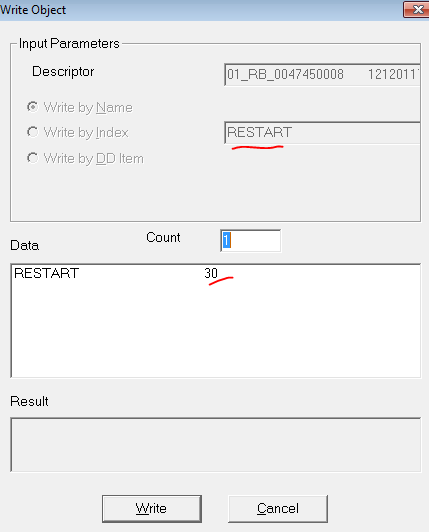 Write Object
Input Parameters
Descriptor 01_RB_0047450008 12120117
Write by Name
Write by Index RESTART
Write by DD Item
Count 1
Data
RESTART 30
Result
Write Cancel